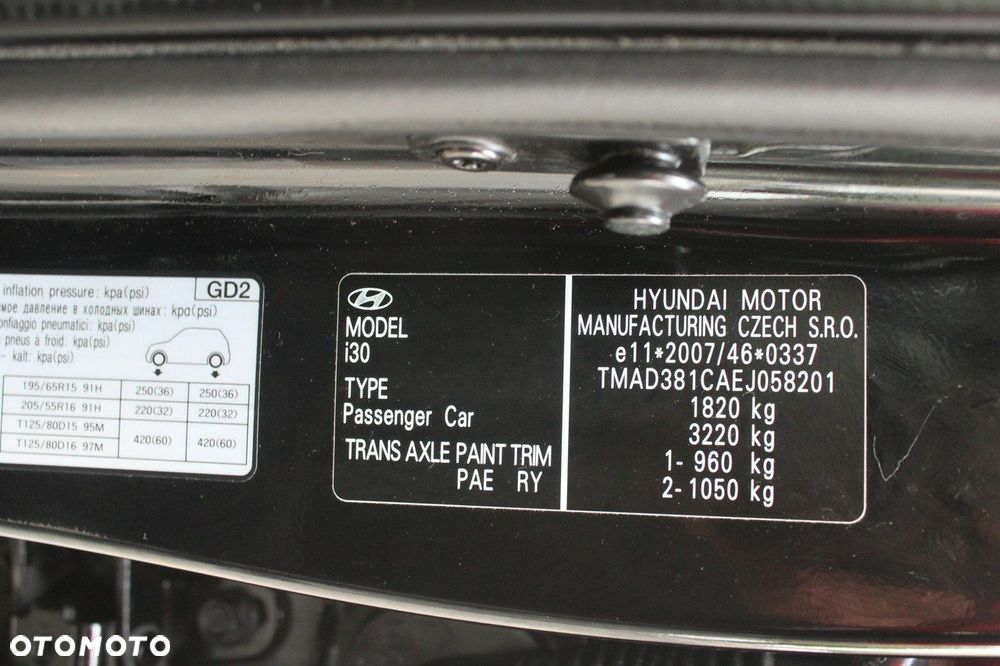 inflation pressure: kpa(psi)
GD2
мое давление в холодных шинах: kpa(psi)
onfiaggio pneumatici: kpa(psi)
pneus a froid: kpa(psi)
- kalt: kpa(psi)
195/65R15 91H 250(36) 250(36)
205/55R16 91H 220(32) 220(32)
T125/80D15 95M
420(60) 420(60)
T125/80D16 97M
MODEL
i30
TYPE
Passenger Car
TRANS AXLE PAINT TRIM
PAE RY
HYUNDAI MOTOR
MANUFACTURING CZECH S.R.O.
e11*2007/46*0337
TMAD381CAEJ058201
1820 kg
3220 kg
1- 960 kg
2- 1050 kg
OTOMOTO